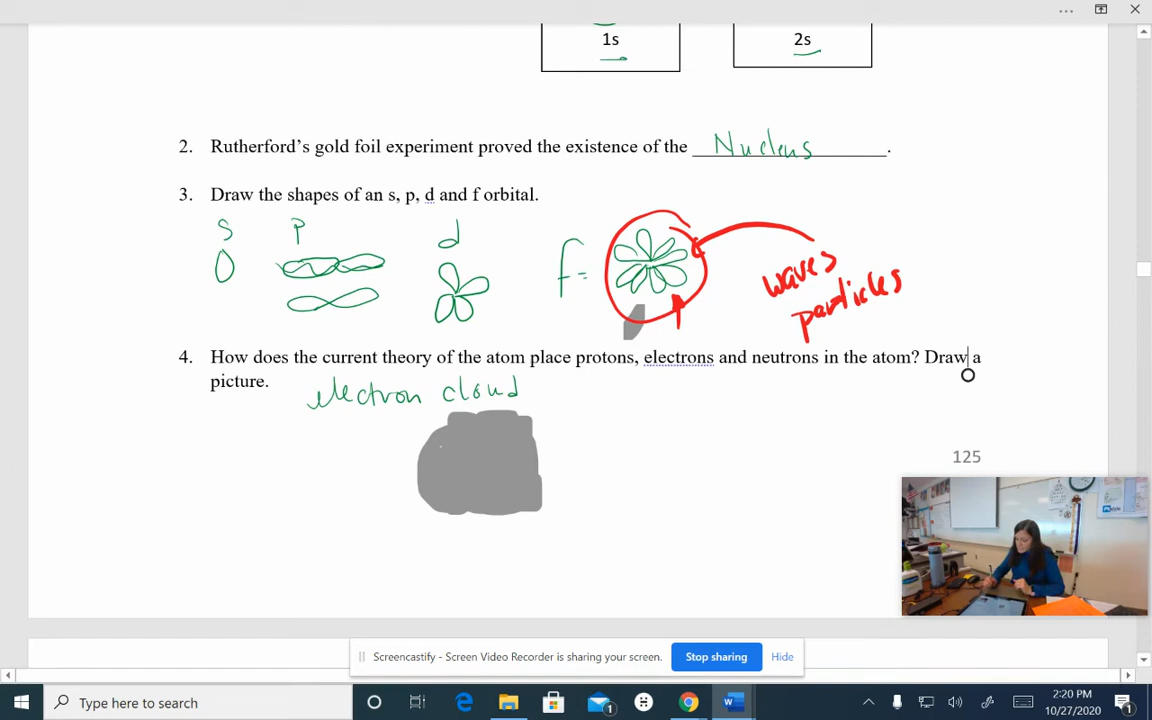 1s 2s
2. Rutherford's gold foil experiment proved the existence of the Nucleus.
3. Draw the shapes of an s, p, d and f orbital.
S P d f=
waves
particles
4. How does the current theory of the atom place protons, electrons and neutrons in the atom? Draw a
picture. electron cloud
125
Screencastify - Screen Video Recorder is sharing your screen. Stop sharing Hide
Type here to search
1
2:20 PM
10/27/2020
1